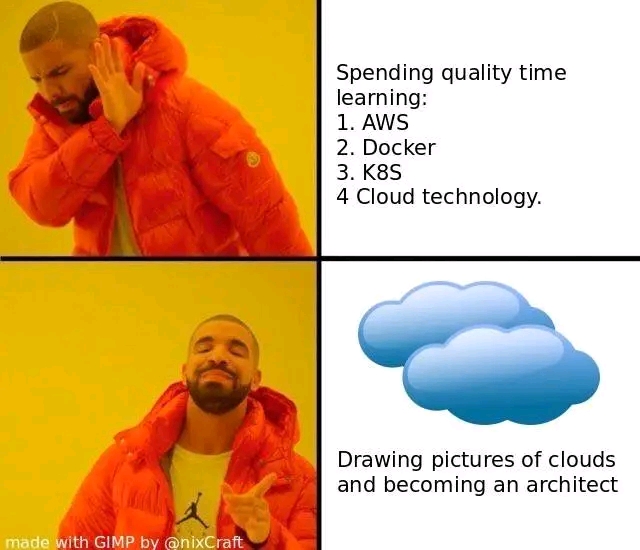 Spending quality time
learning:
1. AWS
2. Docker
3. K8S
4 Cloud technology.
Drawing pictures of clouds
and becoming an architect
made with GIMP by @nixCraft